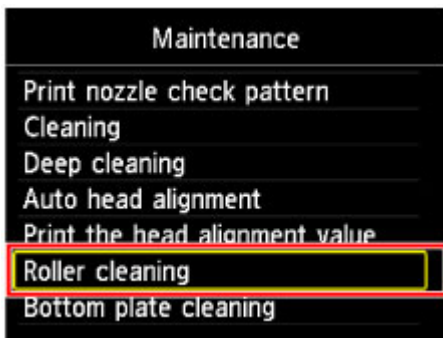 Maintenance
Print nozzle check pattern
Cleaning
Deep cleaning
Auto head alignment
Print the head alignment value
Roller cleaning
Bottom plate cleaning